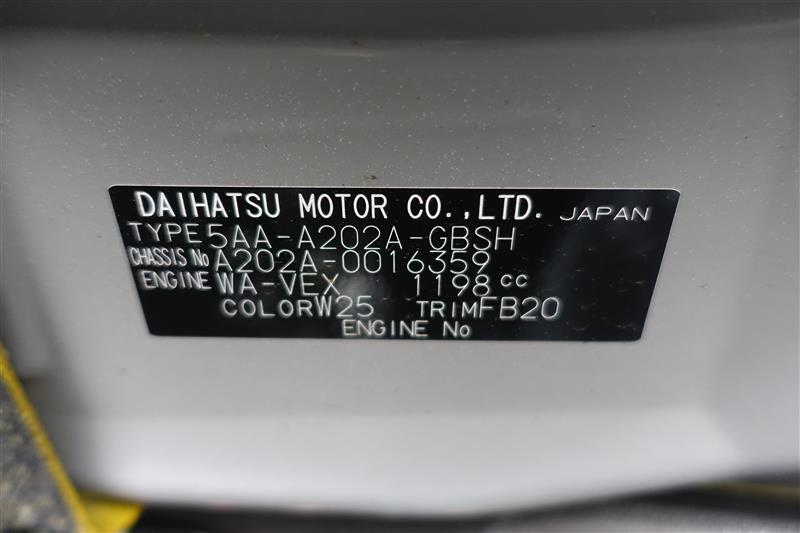 DAIHATSU MOTOR CO.,LTD. JAPAN
TYPE 5AA-A202A-GBSH
CHASSIS No A202A-0016359
ENGINE WA-VEX 1198 cc
COLOR W25 TRIM FB20
ENGINE No